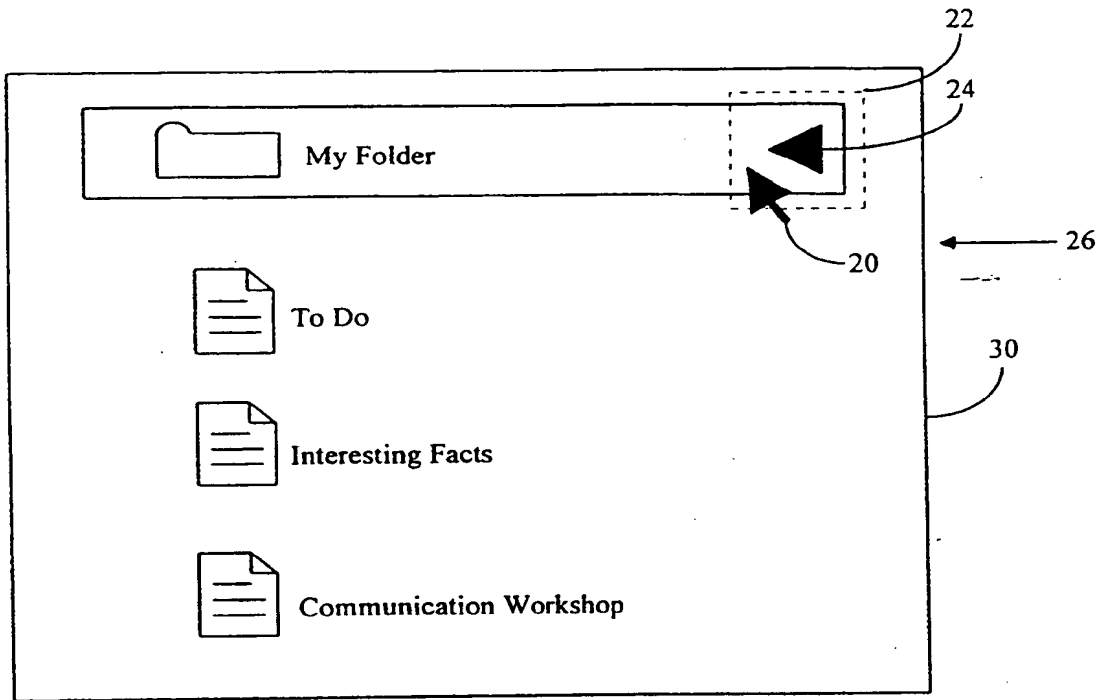 22
24
My Folder
26
20
To Do
30
Interesting Facts
Communication Workshop